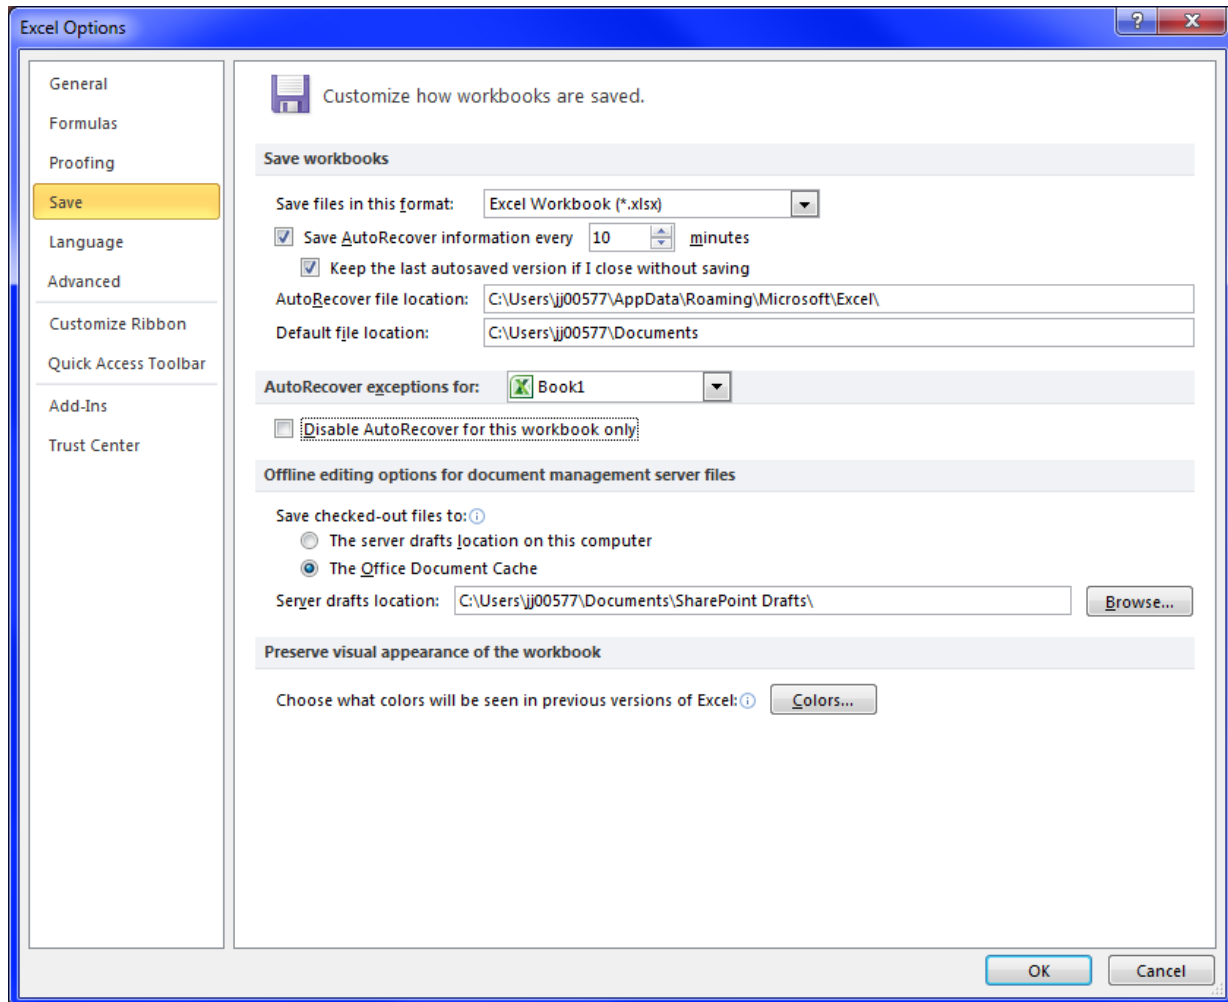 Excel Options
General
Formulas
Proofing
Save
Language
Advanced
Customize Ribbon
Quick Access Toolbar
Add-Ins
Trust Center
Customize how workbooks are saved.
Save workbooks
Save files in this format: Excel Workbook (*.xlsx)
Save AutoRecover information every 10 minutes
Keep the last autosaved version if I close without saving
AutoRecover file location: C:\Users\jj00577\AppData\Roaming\Microsoft\Excel\
Default file location: C:\Users\jj00577\Documents
AutoRecover exceptions for: Book1
Disable AutoRecover for this workbook only
Offline editing options for document management server files
Save checked-out files to:
The server drafts location on this computer
The Office Document Cache
Server drafts location: C:\Users\jj00577\Documents\SharePoint Drafts\ Browse...
Preserve visual appearance of the workbook
Choose what colors will be seen in previous versions of Excel: Colors...
OK Cancel